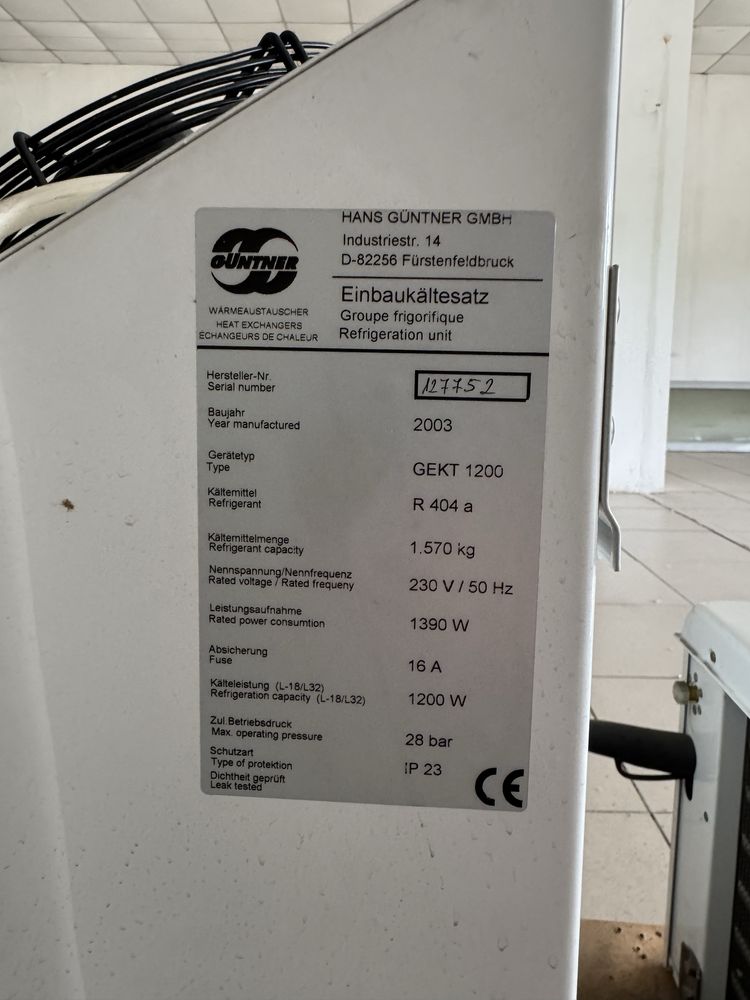 GÜNTNER
WÄRMEAUSTAUSCHER
HEAT EXCHANGERS
ÉCHANGEURS DE CHALEUR
HANS GÜNTNER GMBH
Industriestr. 14
D-82256 Fürstenfeldbruck
Einbaukältesatz
Groupe frigorifique
Refrigeration unit
Hersteller-Nr.
Serial number
127752
Baujahr
Year manufactured
2003
Gerätetyp
Type
GEKT 1200
Kältemittel
Refrigerant
R 404 a
Kältemittelmenge
Refrigerant capacity
1.570 kg
Nennspannung/Nennfrequenz
Rated voltage / Rated frequeny
230 V / 50 Hz
Leistungsaufnahme
Rated power consumtion
1390 W
Absicherung
Fuse
16 A
Kälteleistung (L-18/L32)
Refrigeration capacity (L-18/L32)
1200 W
Zul.Betriebsdruck
Max. operating pressure
28 bar
Schutzart
Type of protektion
IP 23
Dichtheit geprüft
Leak tested
CE